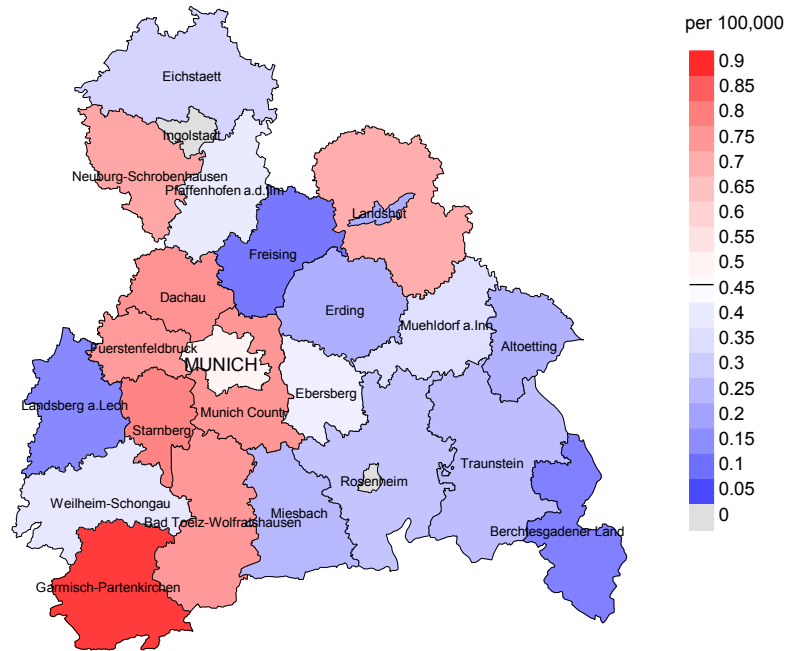 per 100,000
0.9
0.85
0.8
0.75
0.7
0.65
0.6
0.55
0.5
0.45
0.4
0.35
0.3
0.25
0.2
0.15
0.1
0.05
0
Eichstaett
Ingolstadt
Neuburg-Schrobenhausen
Pfaffenhofen a.d.Ilm
Landshut
Freising
Dachau
Erding
Muehldorf a.Inn
Altoetting
Fuerstenfeldbruck
MUNICH
Ebersberg
Landsberg a.Lech
Munich County
Starnberg
Traunstein
Rosenheim
Weilheim-Schongau
Miesbach
Bad Toelz-Wolfratshausen
Berchtesgadener Land
Garmisch-Partenkirchen